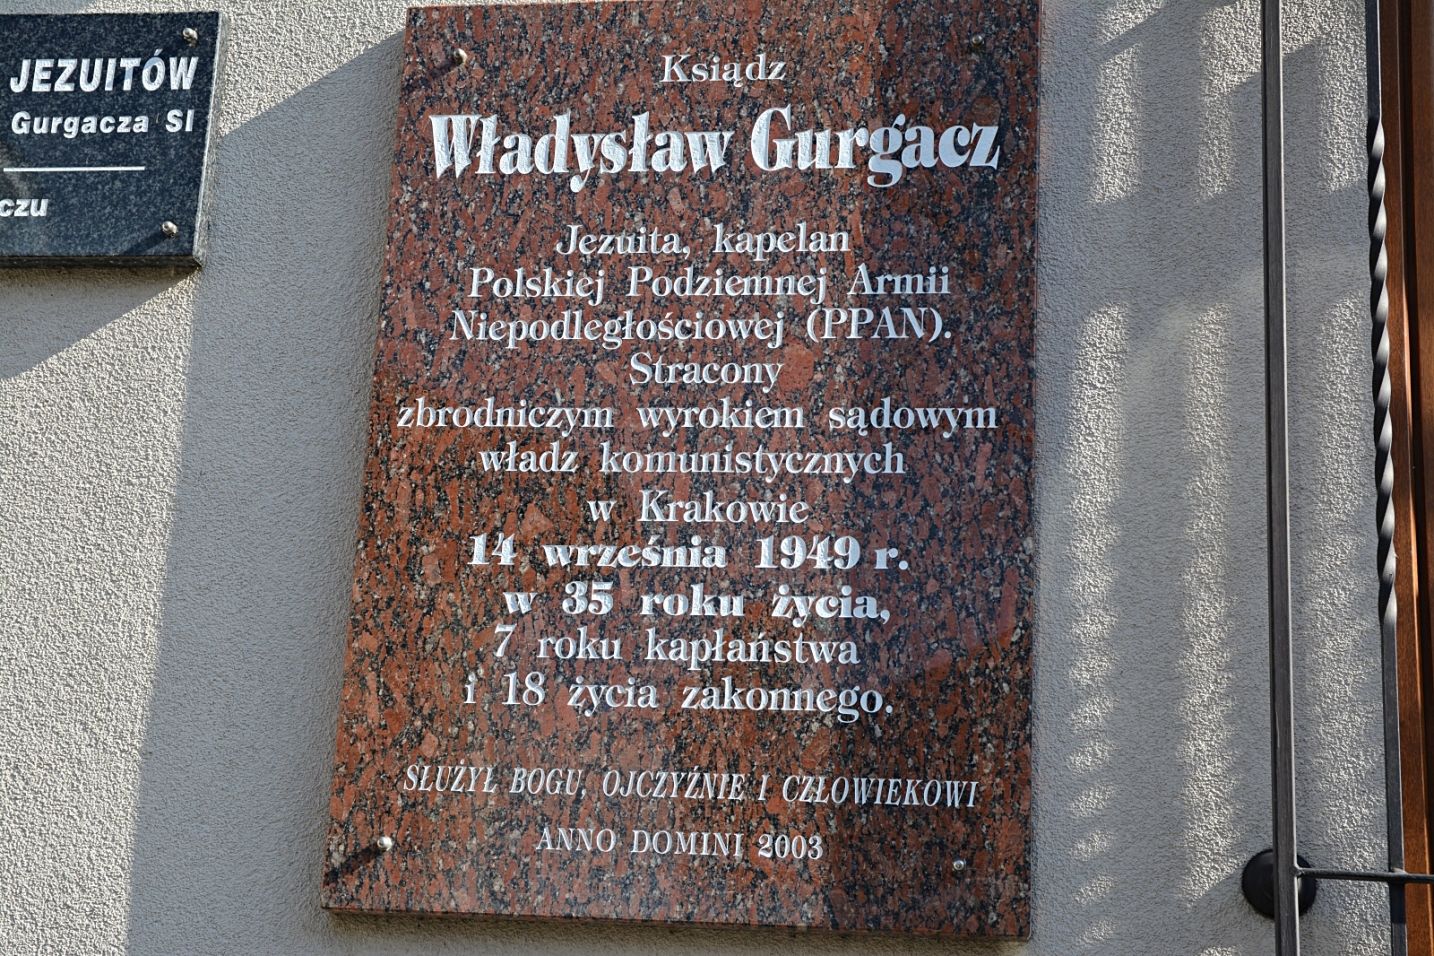 JEZUITÓW
Gurgacza SI
czu
Ksiądz
Władysław Gurgacz
Jezuita, kapelan
Polskiej Podziemnej Armii
Niepodległościowej (PPAN).
Stracony
zbrodniczym wyrokiem sądowym
władz komunistycznych
w Krakowie
14 września 1949 r.
w 35 roku życia,
7 roku kapłaństwa
i 18 życia zakonnego.
SŁUŻYŁ BOGU, OJCZYŹNIE I CZŁOWIEKOWI
ANNO DOMINI 2003